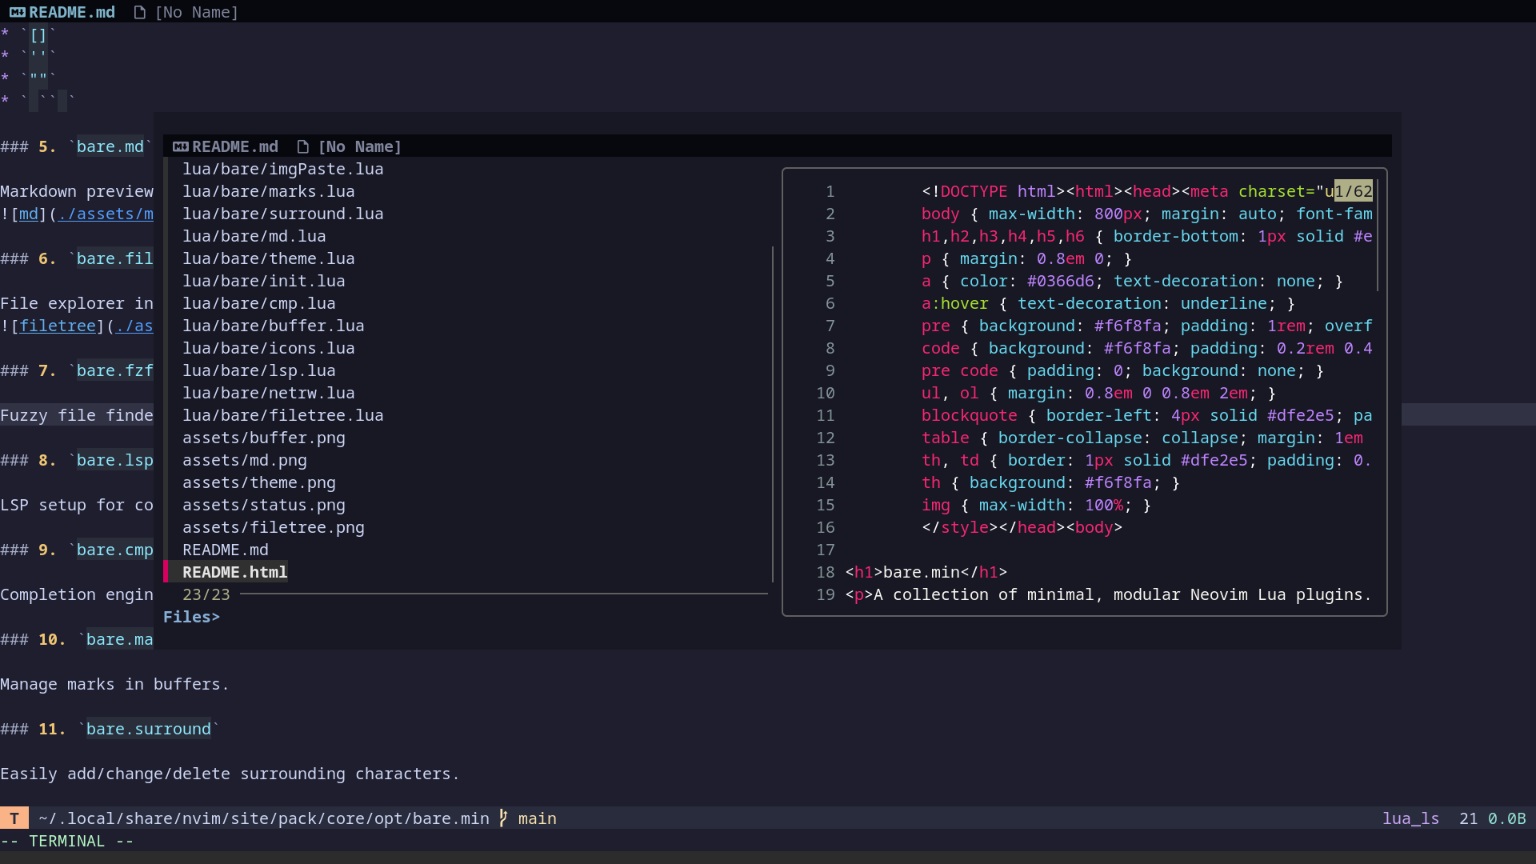 README.md [No Name]
* `[]`
* `''`
* `""`
* ` `` `
### 5. `bare.md`
Markdown preview
![md](./assets/m
### 6. `bare.fil
File explorer in
![filetree](./as
### 7. `bare.fzf
Fuzzy file finde
### 8. `bare.lsp
LSP setup for co
### 9. `bare.cmp
Completion engin
### 10. `bare.ma
Manage marks in buffers.
### 11. `bare.surround`
Easily add/change/delete surrounding characters.
README.md [No Name]
lua/bare/imgPaste.lua
lua/bare/marks.lua
lua/bare/surround.lua
lua/bare/md.lua
lua/bare/theme.lua
lua/bare/init.lua
lua/bare/cmp.lua
lua/bare/buffer.lua
lua/bare/icons.lua
lua/bare/lsp.lua
lua/bare/netrw.lua
lua/bare/filetree.lua
assets/buffer.png
assets/md.png
assets/theme.png
assets/status.png
assets/filetree.png
README.md
README.html
23/23
Files>
1 <!DOCTYPE html><html><head><meta charset="u1/62
2 body { max-width: 800px; margin: auto; font-fam
3 h1,h2,h3,h4,h5,h6 { border-bottom: 1px solid #e
4 p { margin: 0.8em 0; }
5 a { color: #0366d6; text-decoration: none; }
6 a:hover { text-decoration: underline; }
7 pre { background: #f6f8fa; padding: 1rem; overf
8 code { background: #f6f8fa; padding: 0.2rem 0.4
9 pre code { padding: 0; background: none; }
10 ul, ol { margin: 0.8em 0 0.8em 2em; }
11 blockquote { border-left: 4px solid #dfe2e5; pa
12 table { border-collapse: collapse; margin: 1em
13 th, td { border: 1px solid #dfe2e5; padding: 0.
14 th { background: #f6f8fa; }
15 img { max-width: 100%; }
16 </style></head><body>
17
18 <h1>bare.min</h1>
19 <p>A collection of minimal, modular Neovim Lua plugins.
T ~/.local/share/nvim/site/pack/core/opt/bare.min main lua_ls 21 0.0B
-- TERMINAL --